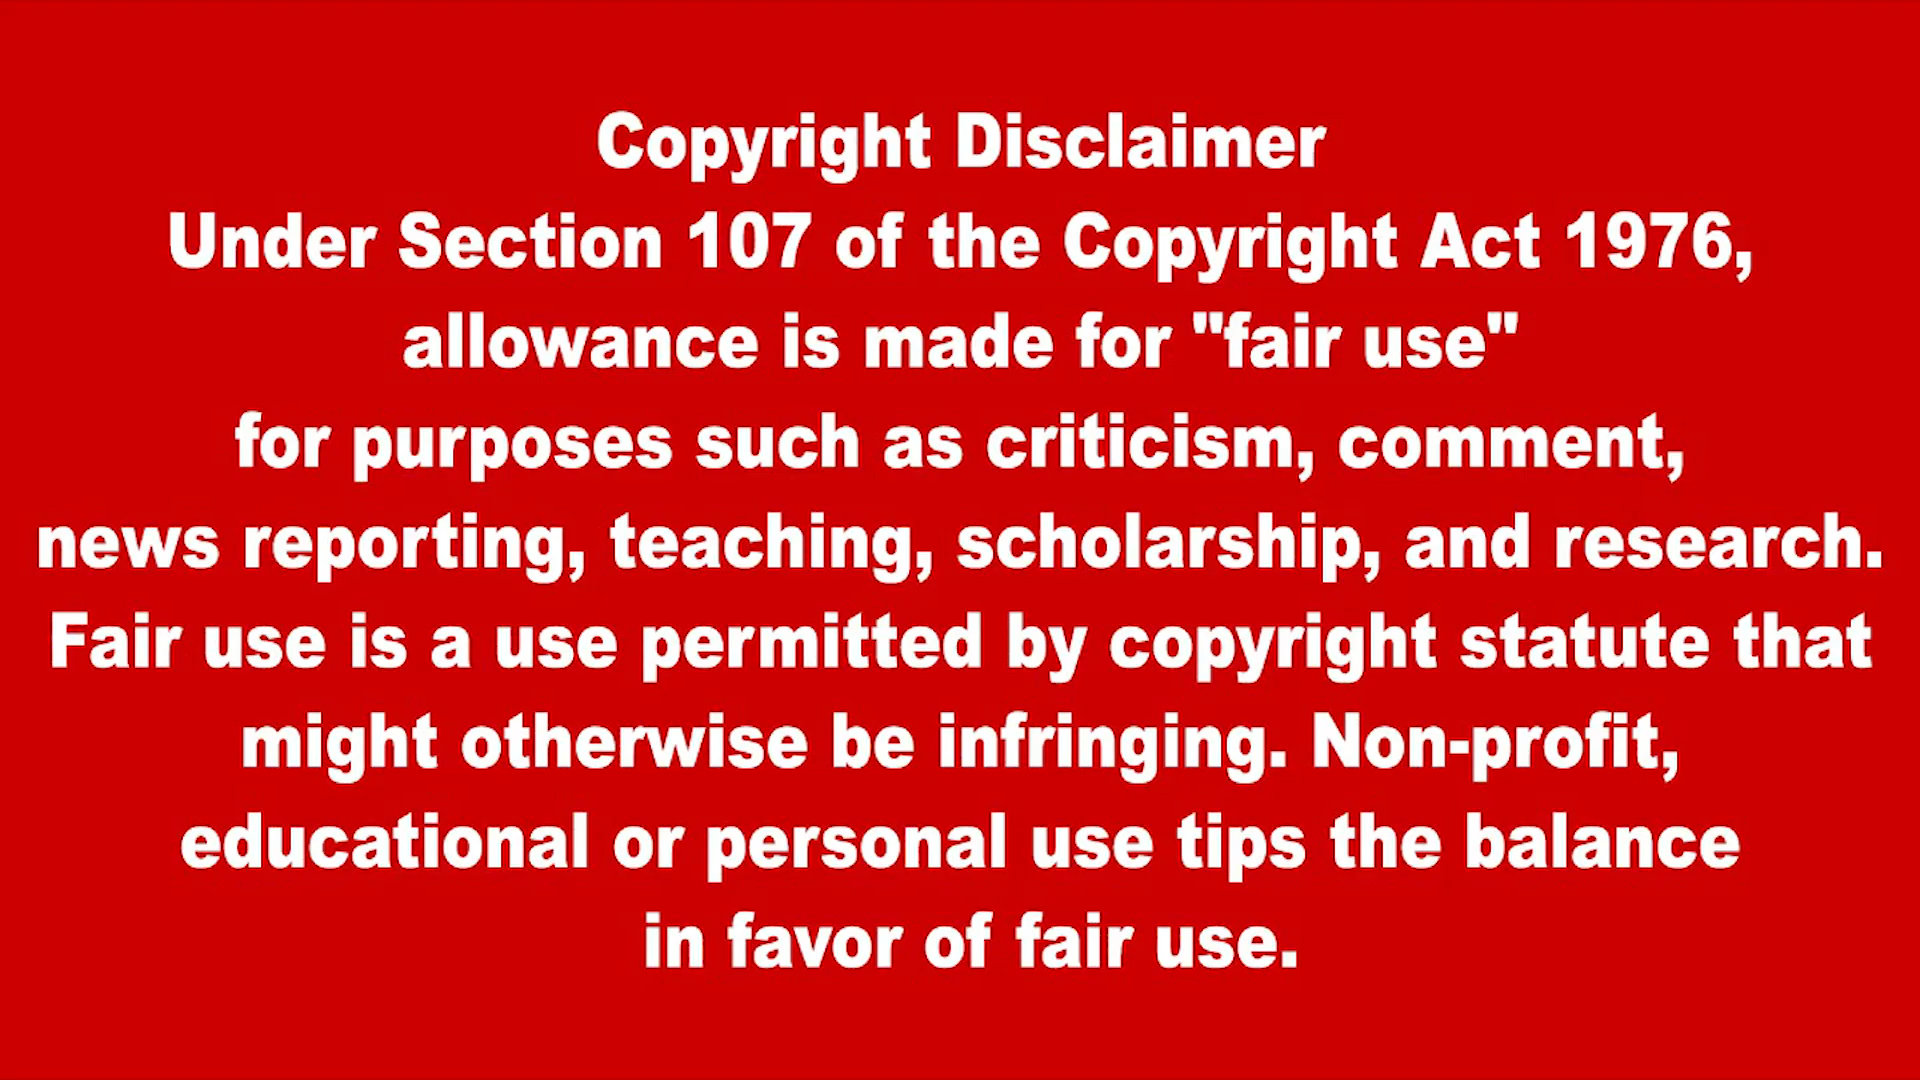 Copyright Disclaimer
Under Section 107 of the Copyright Act 1976,
allowance is made for "fair use"
for purposes such as criticism, comment,
news reporting, teaching, scholarship, and research.
Fair use is a use permitted by copyright statute that
might otherwise be infringing. Non-profit,
educational or personal use tips the balance
in favor of fair use.